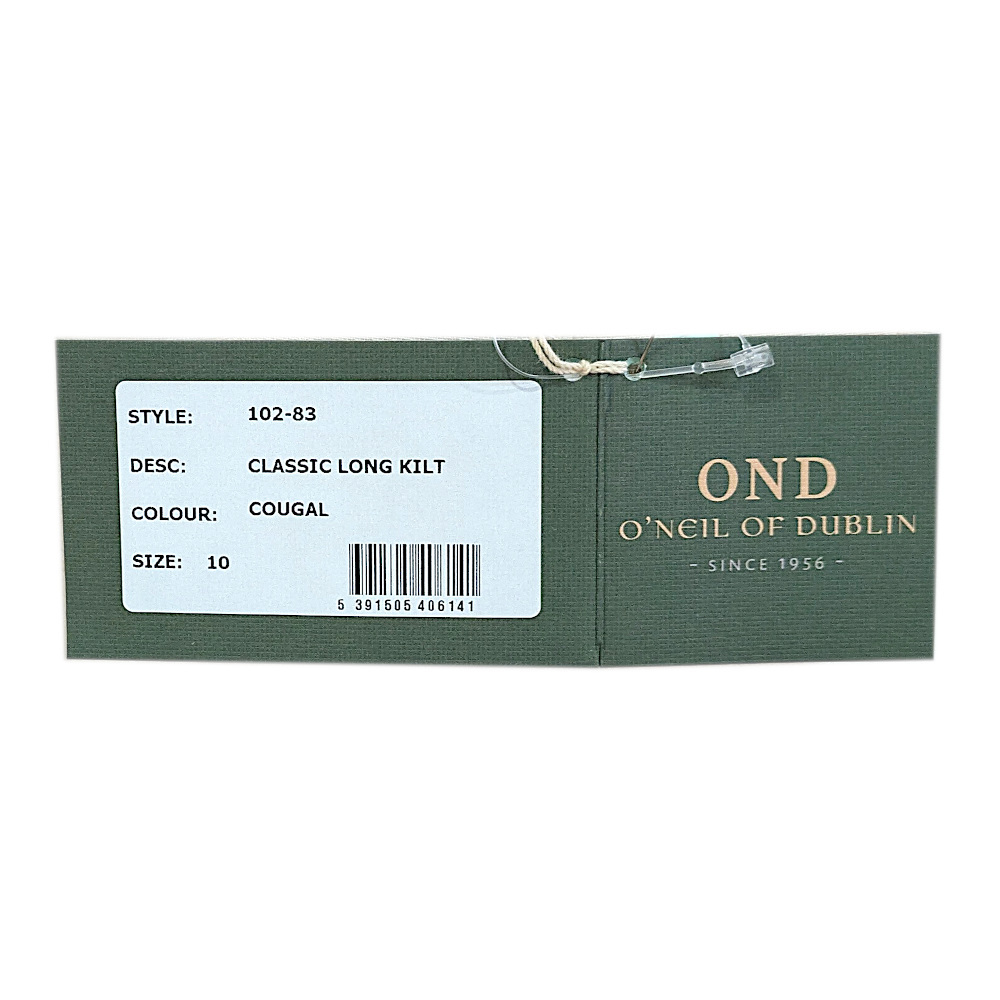 STYLE: 102-83
DESC: CLASSIC LONG KILT
COLOUR: COUGAL
SIZE: 10
5 391505 406141
OND
O'NEIL OF DUBLIN
- SINCE 1956 -